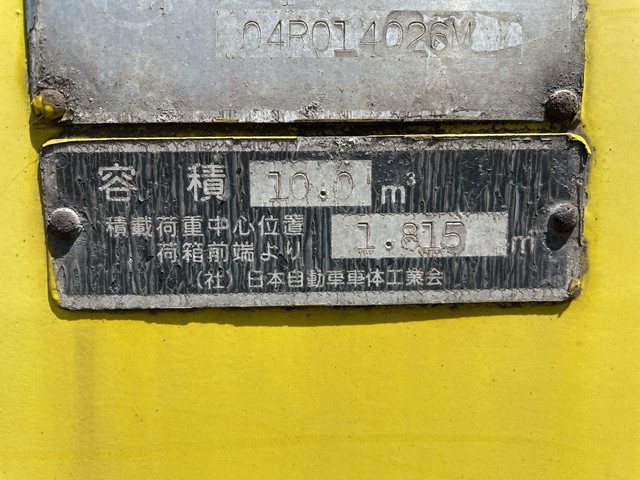 04R014026M
容積 10.0 m³
積載荷重中心位置
荷箱前端より 1.815 m
(社)日本自動車車体工業会